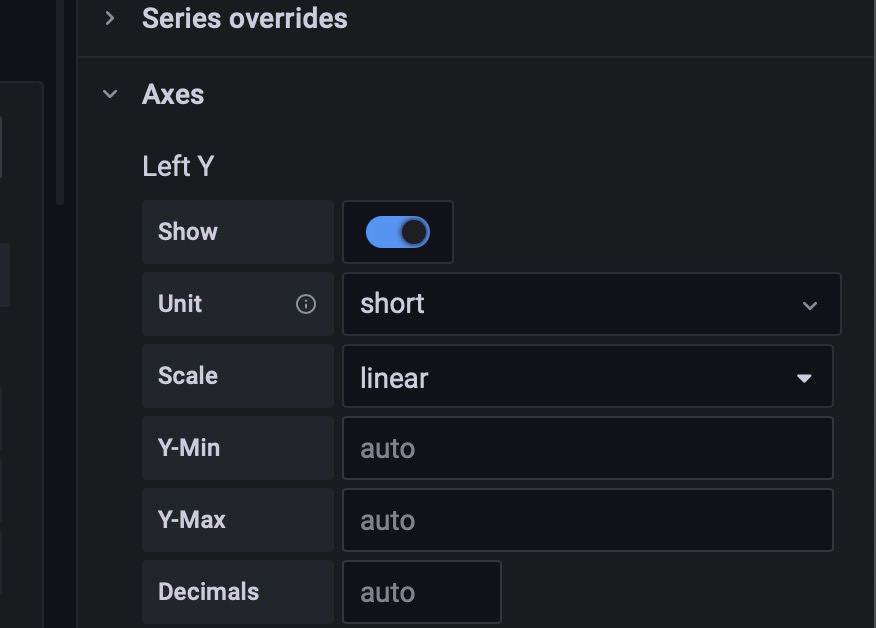 Series overrides
Axes
Left Y
Show
Unit short
Scale linear
Y-Min auto
Y-Max auto
Decimals auto